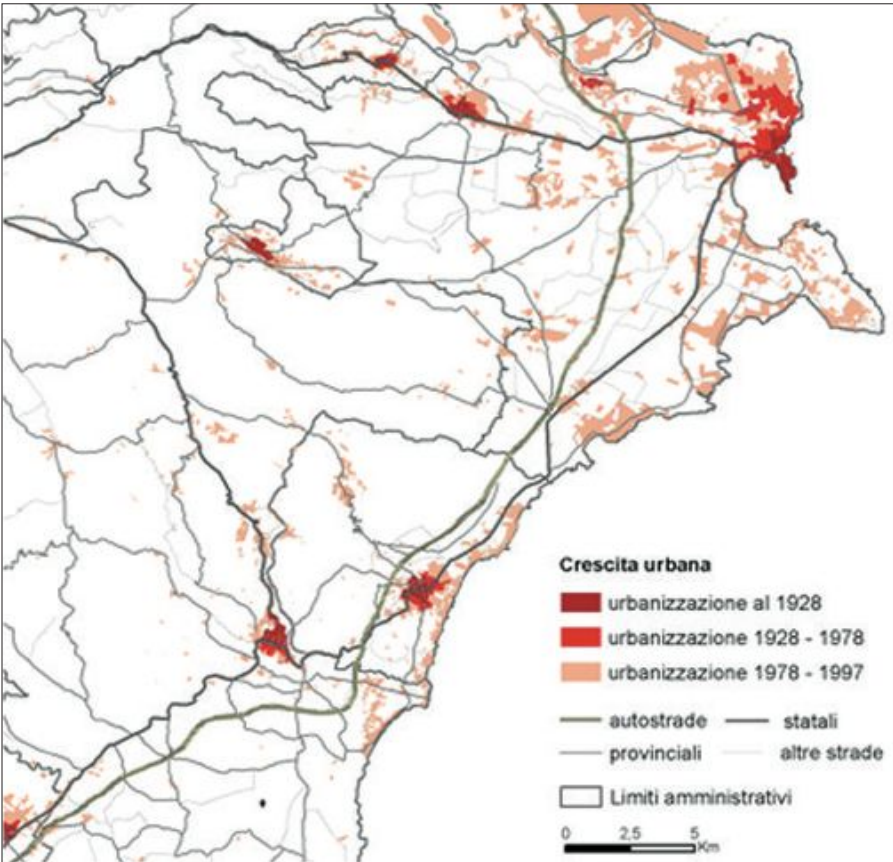 Crescita urbana
urbanizzazione al 1928
urbanizzazione 1928 - 1978
urbanizzazione 1978 - 1997
autostrade statali
provinciali altre strade
Limiti amministrativi
0 2,5 5
Km